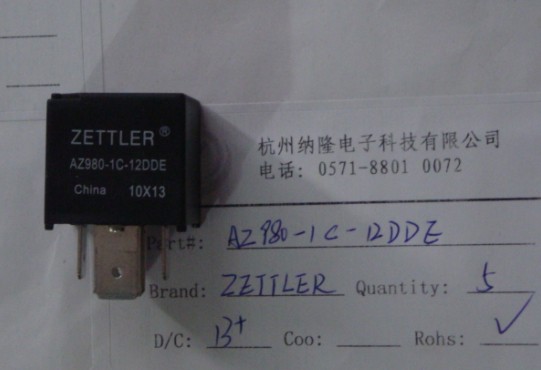 ZETTLER®
AZ980-1C-12DDE
China 10X13
杭州纳隆电子科技有限公司
电话: 0571-8801 0072
Part#: AZ980-1C-12DDE
Brand: ZETTLER Quantity: 5
D/C: 13+ Coo: Rohs: ✓